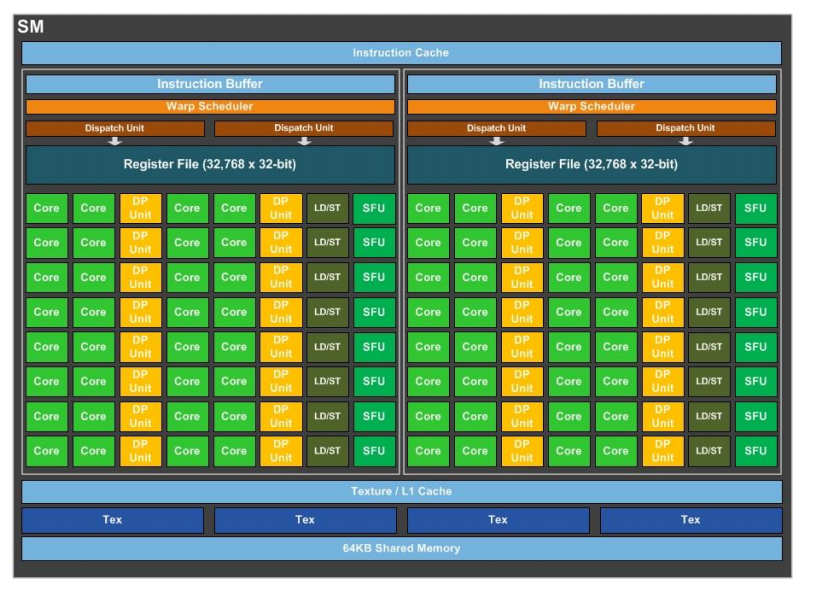 SM
Instruction Cache
Instruction Buffer Instruction Buffer
Warp Scheduler Warp Scheduler
Dispatch Unit Dispatch Unit Dispatch Unit Dispatch Unit
Register File (32,768 x 32-bit) Register File (32,768 x 32-bit)
Core Core DP Unit Core Core DP Unit LD/ST SFU Core Core DP Unit Core Core DP Unit LD/ST SFU
Core Core DP Unit Core Core DP Unit LD/ST SFU Core Core DP Unit Core Core DP Unit LD/ST SFU
Core Core DP Unit Core Core DP Unit LD/ST SFU Core Core DP Unit Core Core DP Unit LD/ST SFU
Core Core DP Unit Core Core DP Unit LD/ST SFU Core Core DP Unit Core Core DP Unit LD/ST SFU
Core Core DP Unit Core Core DP Unit LD/ST SFU Core Core DP Unit Core Core DP Unit LD/ST SFU
Core Core DP Unit Core Core DP Unit LD/ST SFU Core Core DP Unit Core Core DP Unit LD/ST SFU
Core Core DP Unit Core Core DP Unit LD/ST SFU Core Core DP Unit Core Core DP Unit LD/ST SFU
Core Core DP Unit Core Core DP Unit LD/ST SFU Core Core DP Unit Core Core DP Unit LD/ST SFU
Texture / L1 Cache
Tex Tex Tex Tex
64KB Shared Memory